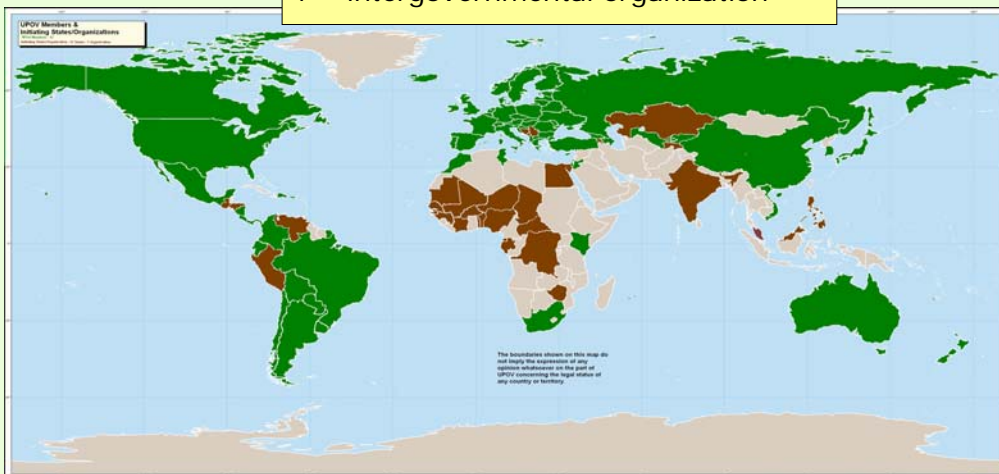 1 intergovernmental organization
UPOV Members &
Initiating States/Organizations
The boundaries shown on this map do
not imply the expression of any
opinion whatsoever on the part of
UPOV concerning the legal status of
any country or territory.